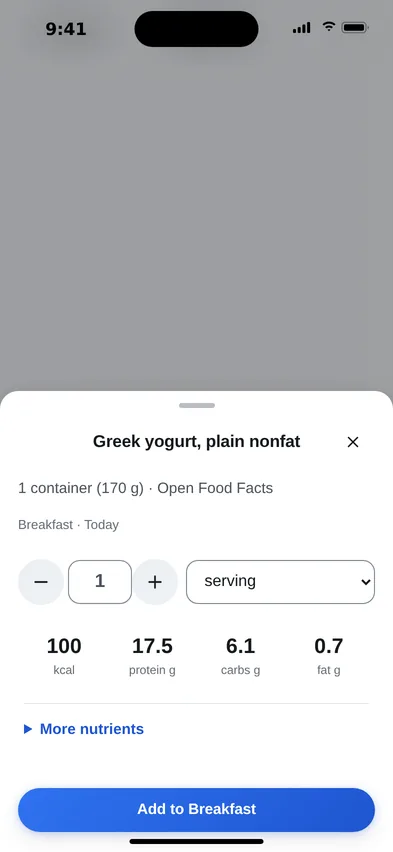 9:41
Greek yogurt, plain nonfat
1 container (170 g) · Open Food Facts
Breakfast · Today
1
serving
100 17.5 6.1 0.7
kcal protein g carbs g fat g
More nutrients
Add to Breakfast